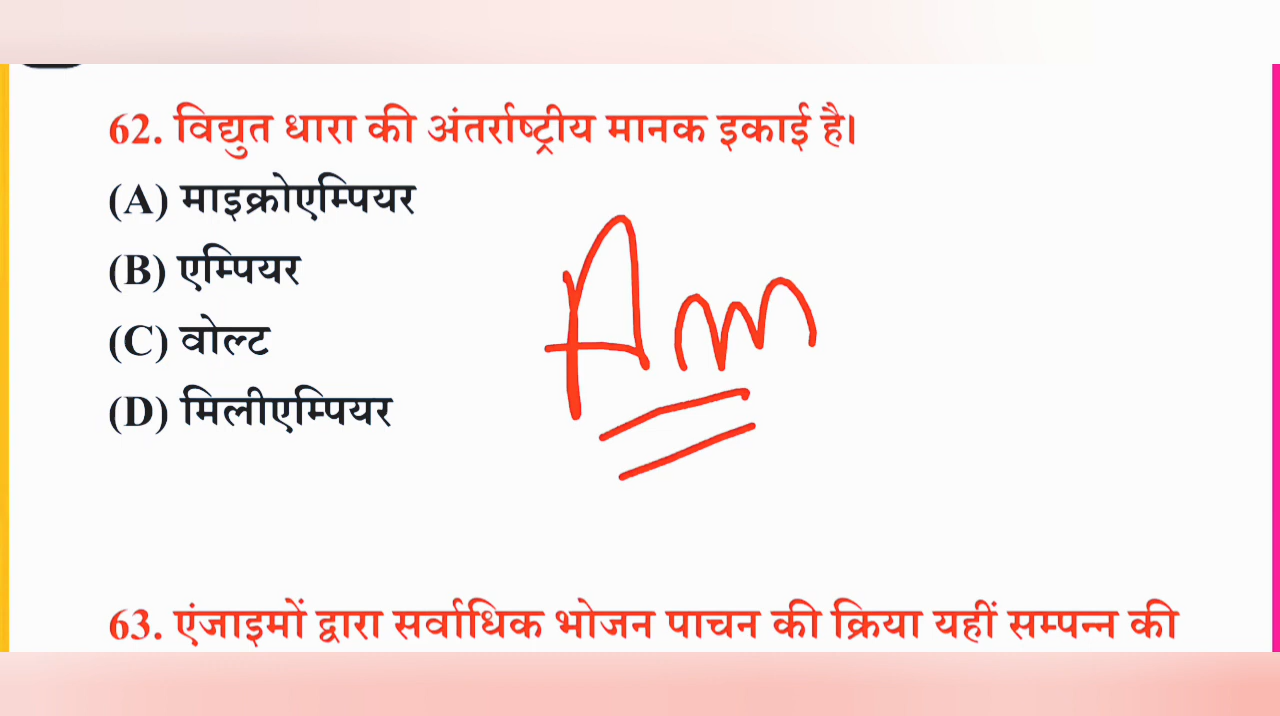 62. विद्युत धारा की अंतर्राष्ट्रीय मानक इकाई है।
(A) माइक्रोएम्पियर
(B) एम्पियर
(C) वोल्ट
(D) मिलीएम्पियर
Am
63. एंजाइमों द्वारा सर्वाधिक भोजन पाचन की क्रिया यहीं सम्पन्न की